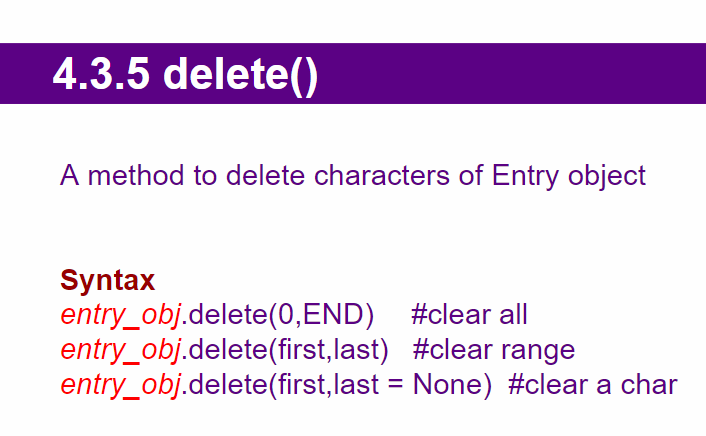 4.3.5 delete()
A method to delete characters of Entry object
Syntax
entry_obj.delete(0,END) #clear all
entry_obj.delete(first,last) #clear range
entry_obj.delete(first,last = None) #clear a char